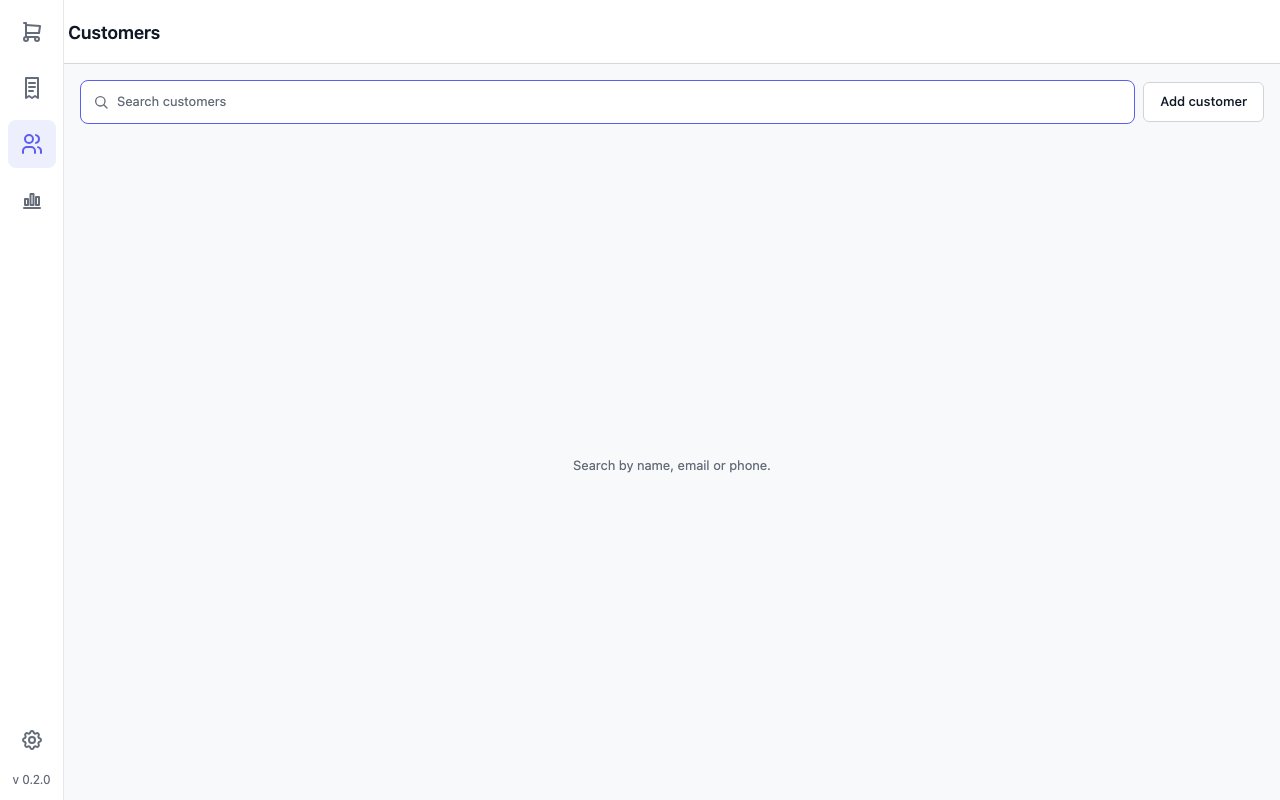 Customers
Search customers
Add customer
Search by name, email or phone.
v 0.2.0